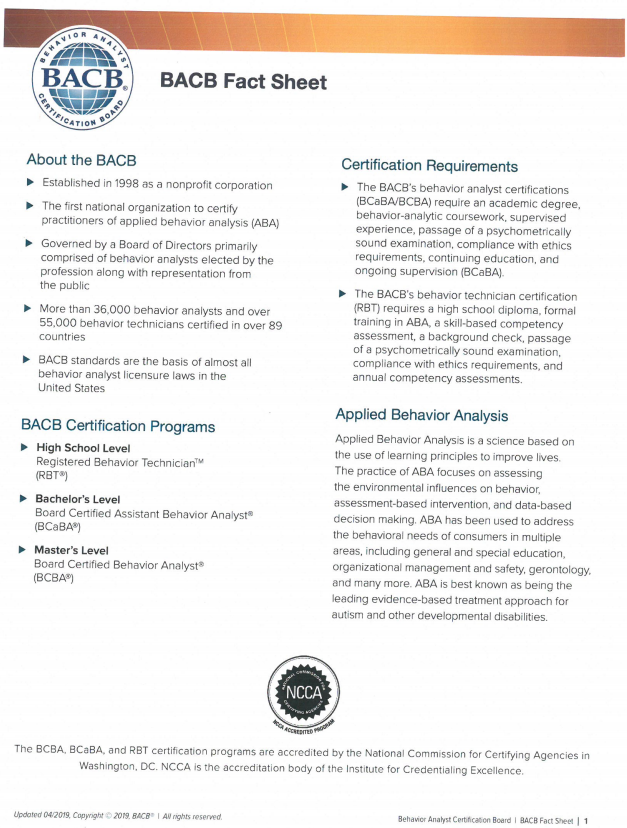 BEHAVIOR ANALYST
BACB®
CERTIFICATION BOARD
BACB Fact Sheet
About the BACB
Established in 1998 as a nonprofit corporation
The first national organization to certify
practitioners of applied behavior analysis (ABA)
Governed by a Board of Directors primarily
comprised of behavior analysts elected by the
profession along with representation from
the public
More than 36,000 behavior analysts and over
55,000 behavior technicians certified in over 89
countries
BACB standards are the basis of almost all
behavior analyst licensure laws in the
United States
BACB Certification Programs
High School Level
Registered Behavior Technician™
(RBT®)
Bachelor's Level
Board Certified Assistant Behavior Analyst®
(BCaBA®)
Master's Level
Board Certified Behavior Analyst®
(BCBA®)
Certification Requirements
The BACB's behavior analyst certifications
(BCaBA/BCBA) require an academic degree,
behavior-analytic coursework, supervised
experience, passage of a psychometrically
sound examination, compliance with ethics
requirements, continuing education, and
ongoing supervision (BCaBA).
The BACB's behavior technician certification
(RBT) requires a high school diploma, formal
training in ABA, a skill-based competency
assessment, a background check, passage
of a psychometrically sound examination,
compliance with ethics requirements, and
annual competency assessments.
Applied Behavior Analysis
Applied Behavior Analysis is a science based on
the use of learning principles to improve lives.
The practice of ABA focuses on assessing
the environmental influences on behavior,
assessment-based intervention, and data-based
decision making. ABA has been used to address
the behavioral needs of consumers in multiple
areas, including general and special education,
organizational management and safety, gerontology,
and many more. ABA is best known as being the
leading evidence-based treatment approach for
autism and other developmental disabilities.
NATIONAL COMMISSION FOR
NCCA
CERTIFYING AGENCIES
NCCA ACCREDITED PROGRAM
The BCBA, BCaBA, and RBT certification programs are accredited by the National Commission for Certifying Agencies in
Washington, DC. NCCA is the accreditation body of the Institute for Credentialing Excellence.
Updated 04/2019, Copyright © 2019, BACB® | All rights reserved.
Behavior Analyst Certification Board | BACB Fact Sheet | 1